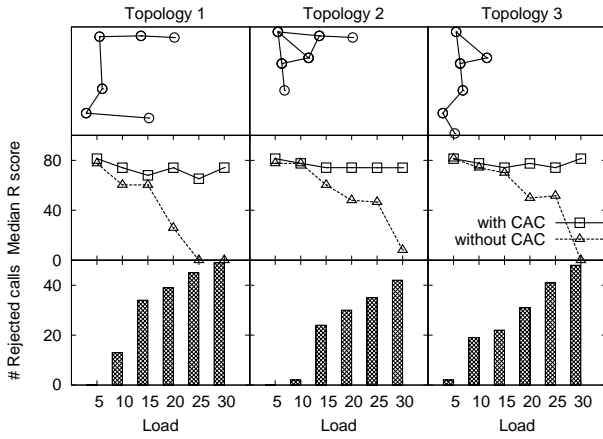 Topology 1 Topology 2 Topology 3
Median R score
80
40
0
with CAC
without CAC
# Rejected calls
40
20
0
5 10 15 20 25 30 5 10 15 20 25 30 5 10 15 20 25 30
Load Load Load